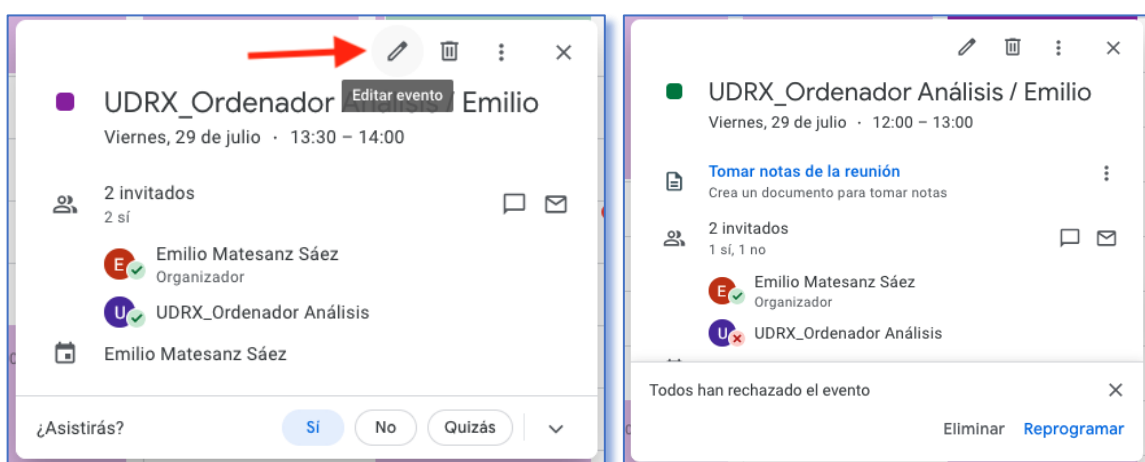 Editar evento
UDRX_Ordenador Análisis / Emilio
Viernes, 29 de julio · 13:30 – 14:00
2 invitados
2 sí
E
Emilio Matesanz Sáez
Organizador
U
UDRX_Ordenador Análisis
Emilio Matesanz Sáez
¿Asistirás?
Sí
No
Quizás
UDRX_Ordenador Análisis / Emilio
Viernes, 29 de julio · 12:00 – 13:00
Tomar notas de la reunión
Crea un documento para tomar notas
2 invitados
1 sí, 1 no
E
Emilio Matesanz Sáez
Organizador
U
UDRX_Ordenador Análisis
Todos han rechazado el evento
Eliminar
Reprogramar